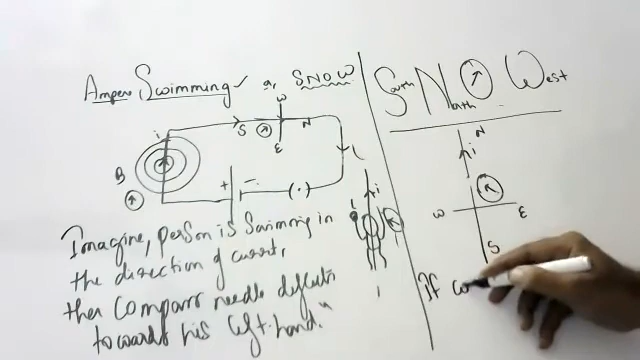 Ampere Swimming or, SNOW
South North West
W
S
N
E
i
i
B
+
-
N
i
W
E
S
i
Imagine, person is Swimming in
the direction of current,
then Compass needle deflects
towards his left hand."
If